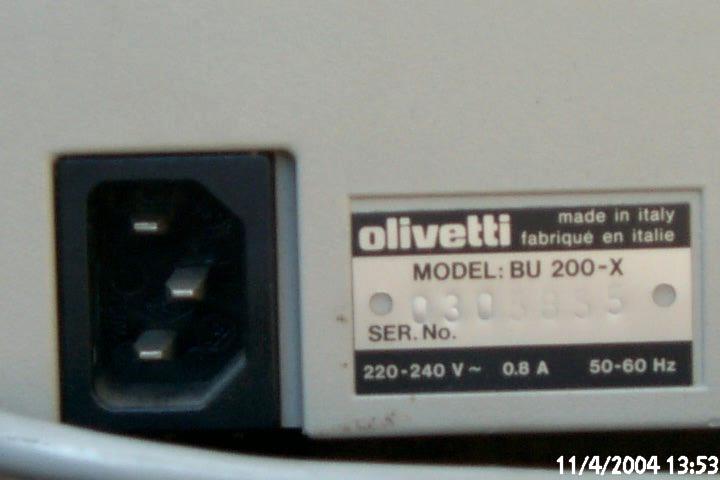 olivetti made in italy
fabriqué en italie
MODEL: BU 200-X
SER. No.
220-240 V ~ 0.8 A 50-60 Hz
11/4/2004 13:53